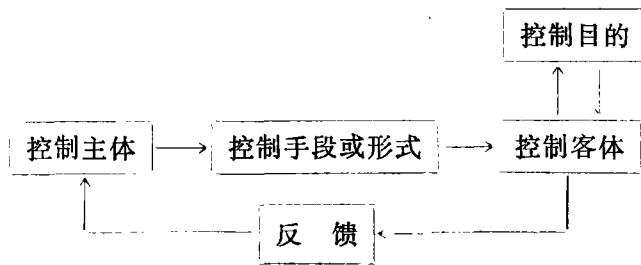 控制目的
控制主体
控制手段或形式
控制客体
反 馈